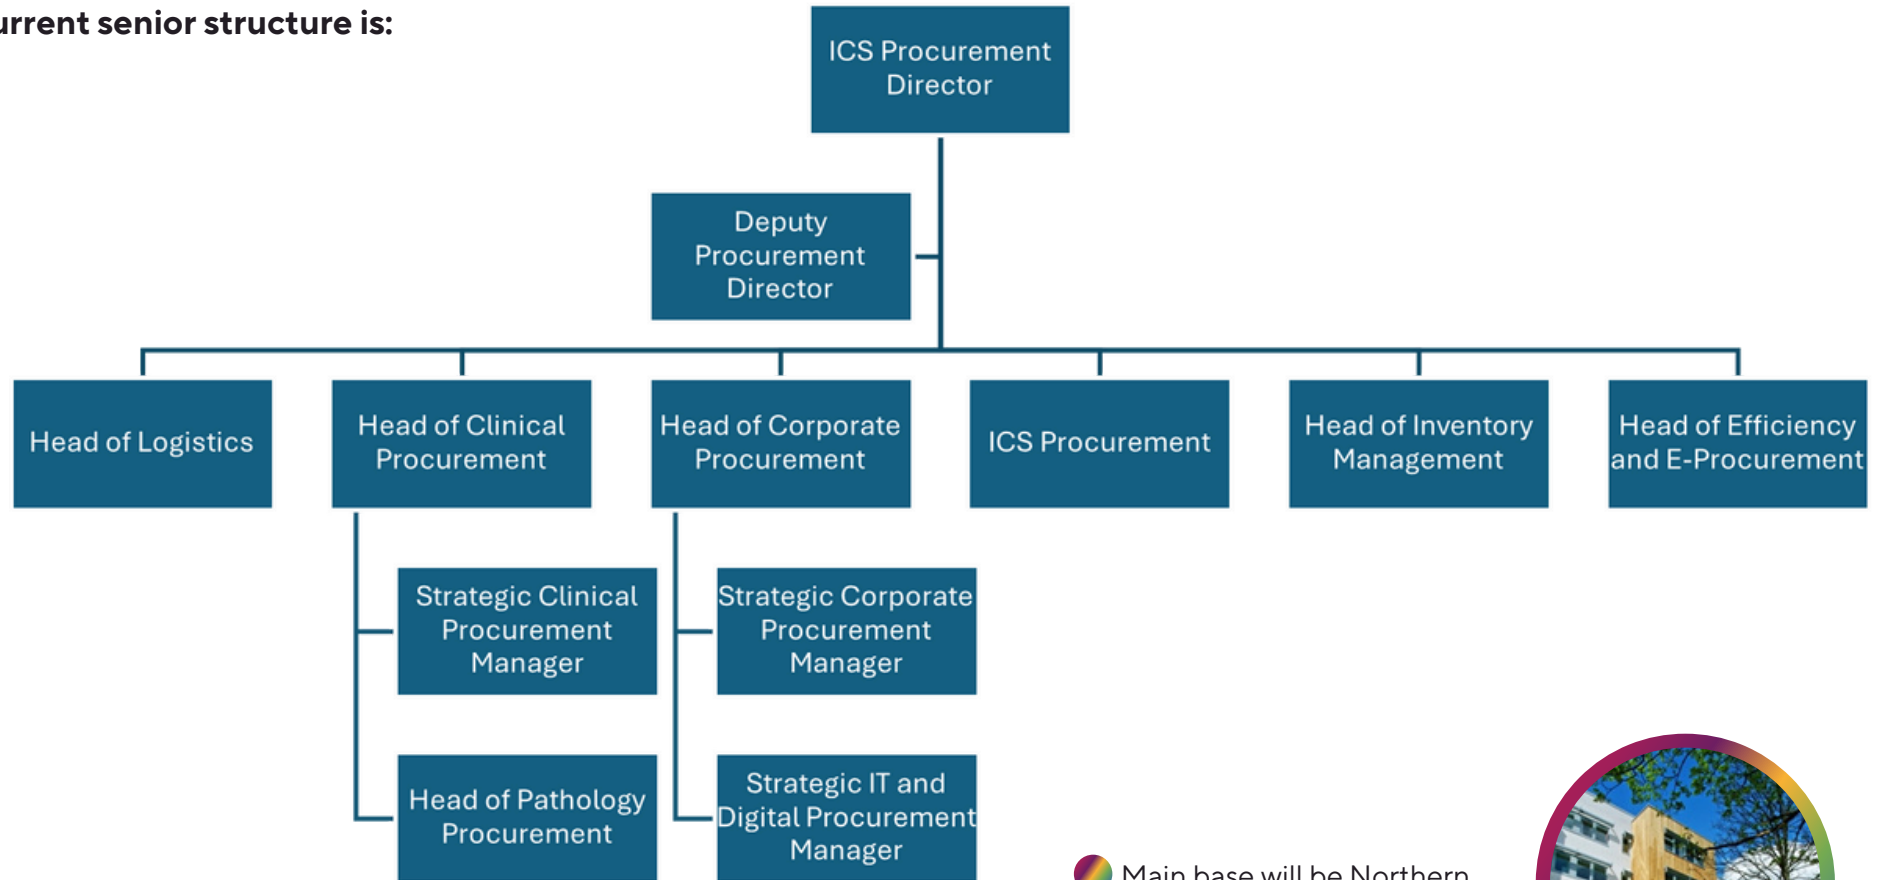 urrent senior structure is:
ICS Procurement
Director
Deputy
Procurement
Director
Head of Logistics
Head of Clinical
Procurement
Head of Corporate
Procurement
ICS Procurement
Head of Inventory
Management
Head of Efficiency
and E-Procurement
Strategic Clinical
Procurement
Manager
Strategic Corporate
Procurement
Manager
Head of Pathology
Procurement
Strategic IT and
Digital Procurement
Manager
Main base will be Northern